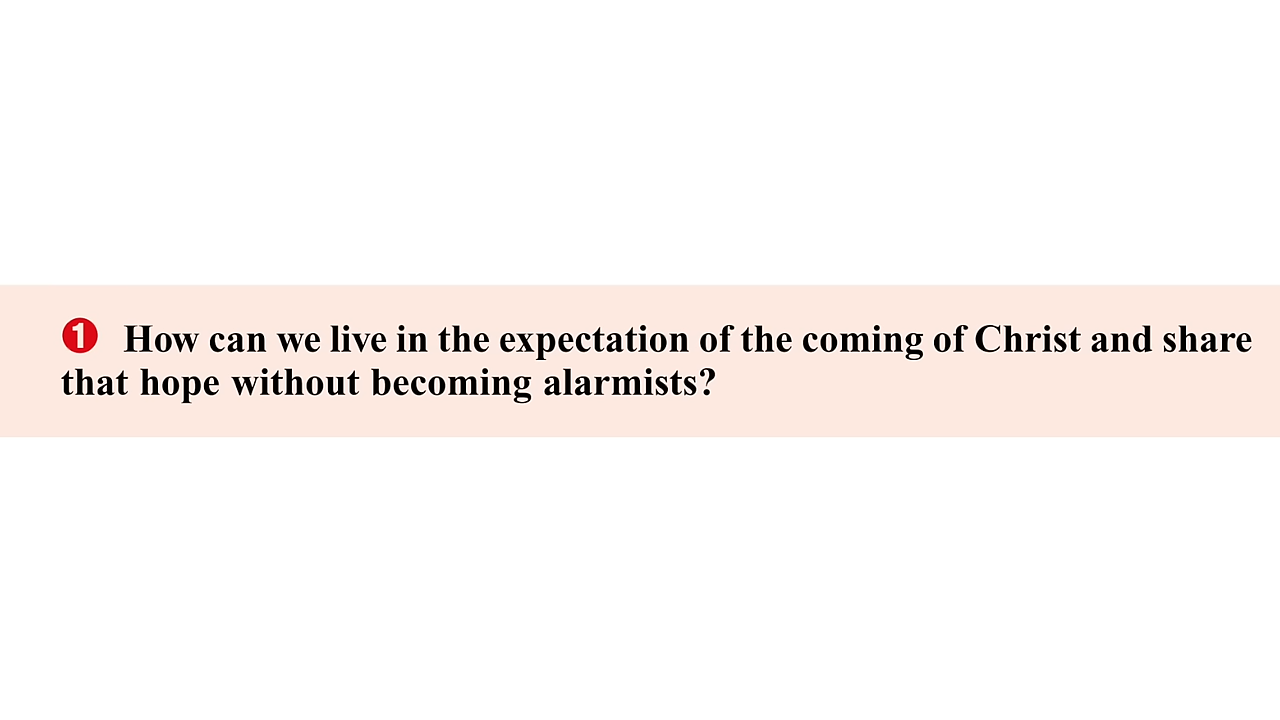 ❶ How can we live in the expectation of the coming of Christ and share
that hope without becoming alarmists?